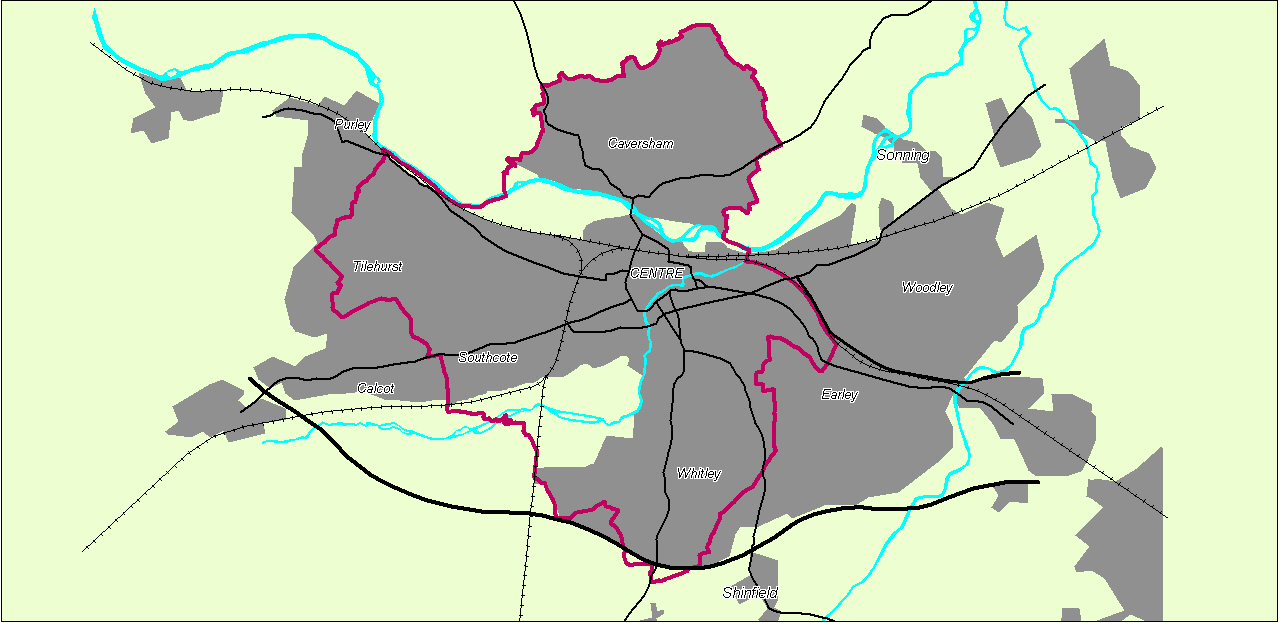 Purley
Caversham
Sonning
Tilehurst
CENTRE
Woodley
Southcote
Calcot
Earley
Whitley
Shinfield